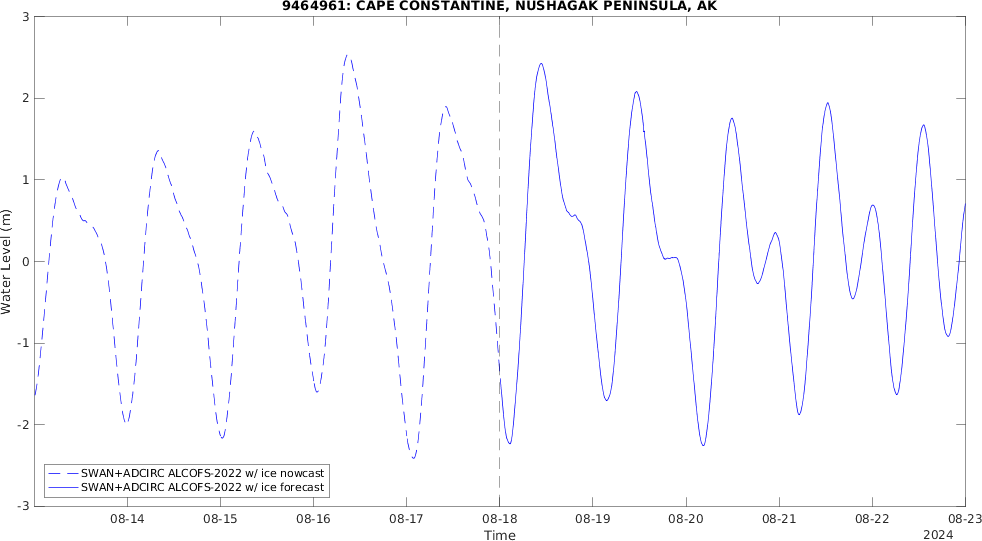 9464961: CAPE CONSTANTINE, NUSHAGAK PENINSULA, AK
3
2
1
0
-1
-2
-3
Water Level (m)
SWAN+ADCIRC ALCOFS-2022 w/ ice nowcast
SWAN+ADCIRC ALCOFS-2022 w/ ice forecast
08-14 08-15 08-16 08-17 08-18 08-19 08-20 08-21 08-22 08-23
Time
2024